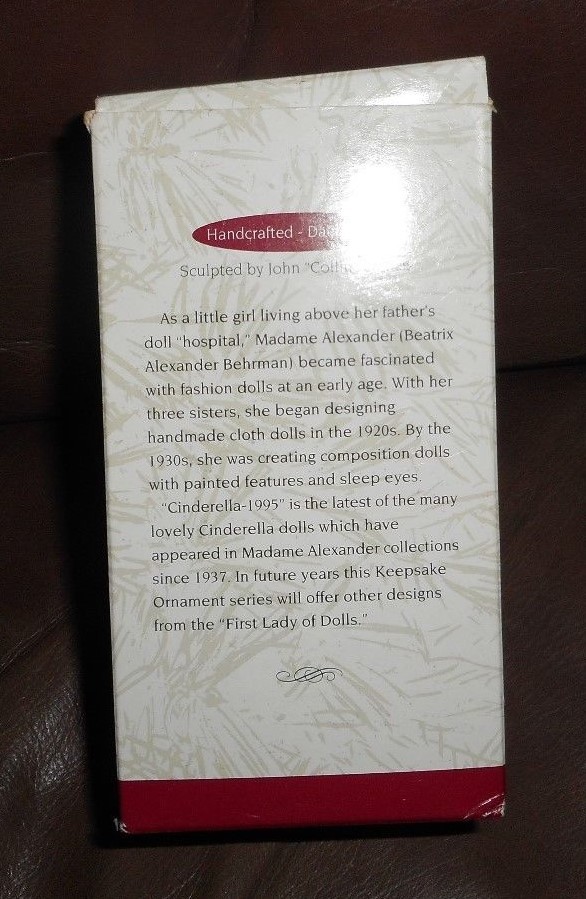 Handcrafted -
Sculpted by John
As a little girl living above her father's
doll "hospital," Madame Alexander (Beatrix
Alexander Behrman) became fascinated
with fashion dolls at an early age. With her
three sisters, she began designing
handmade cloth dolls in the 1920s. By the
1930s, she was creating composition dolls
with painted features and sleep eyes.
"Cinderella-1995" is the latest of the many
lovely Cinderella dolls which have
appeared in Madame Alexander collections
since 1937. In future years this Keepsake
Ornament series will offer other designs
from the "First Lady of Dolls."